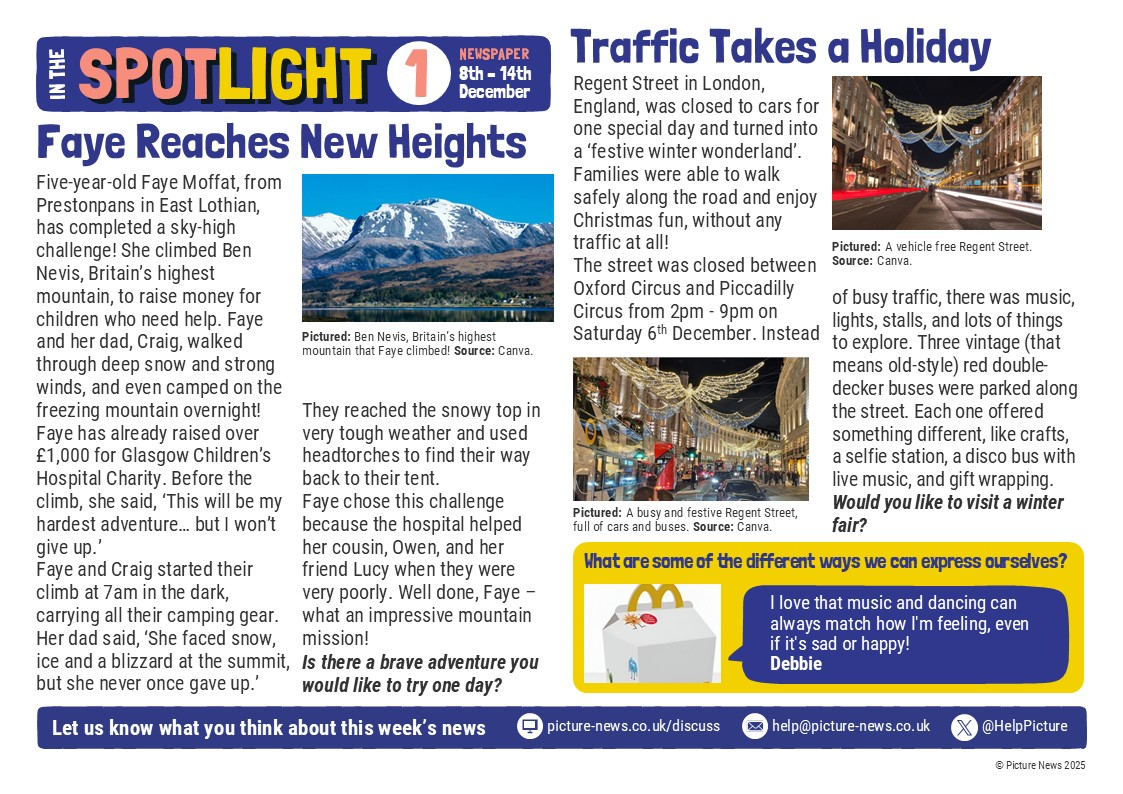 IN THE
SPOTLIGHT
1
NEWSPAPER
8th – 14th
December
Faye Reaches New Heights
Five-year-old Faye Moffat, from
Prestonpans in East Lothian,
has completed a sky-high
challenge! She climbed Ben
Nevis, Britain’s highest
mountain, to raise money for
children who need help. Faye
and her dad, Craig, walked
through deep snow and strong
winds, and even camped on the
freezing mountain overnight!
Faye has already raised over
£1,000 for Glasgow Children’s
Hospital Charity. Before the
climb, she said, ‘This will be my
hardest adventure… but I won’t
give up.’
Faye and Craig started their
climb at 7am in the dark,
carrying all their camping gear.
Her dad said, ‘She faced snow,
ice and a blizzard at the summit,
but she never once gave up.’
Pictured: Ben Nevis, Britain’s highest
mountain that Faye climbed! Source: Canva.
They reached the snowy top in
very tough weather and used
headtorches to find their way
back to their tent.
Faye chose this challenge
because the hospital helped
her cousin, Owen, and her
friend Lucy when they were
very poorly. Well done, Faye –
what an impressive mountain
mission!
Is there a brave adventure you
would like to try one day?
Traffic Takes a Holiday
Regent Street in London,
England, was closed to cars for
one special day and turned into
a ‘festive winter wonderland’.
Families were able to walk
safely along the road and enjoy
Christmas fun, without any
traffic at all!
The street was closed between
Oxford Circus and Piccadilly
Circus from 2pm - 9pm on
Saturday 6th December. Instead
Pictured: A busy and festive Regent Street,
full of cars and buses. Source: Canva.
Pictured: A vehicle free Regent Street.
Source: Canva.
of busy traffic, there was music,
lights, stalls, and lots of things
to explore. Three vintage (that
means old-style) red double-
decker buses were parked along
the street. Each one offered
something different, like crafts,
a selfie station, a disco bus with
live music, and gift wrapping.
Would you like to visit a winter
fair?
What are some of the different ways we can express ourselves?
I love that music and dancing can
always match how I'm feeling, even
if it's sad or happy!
Debbie
Let us know what you think about this week’s news
picture-news.co.uk/discuss
help@picture-news.co.uk
@HelpPicture
© Picture News 2025